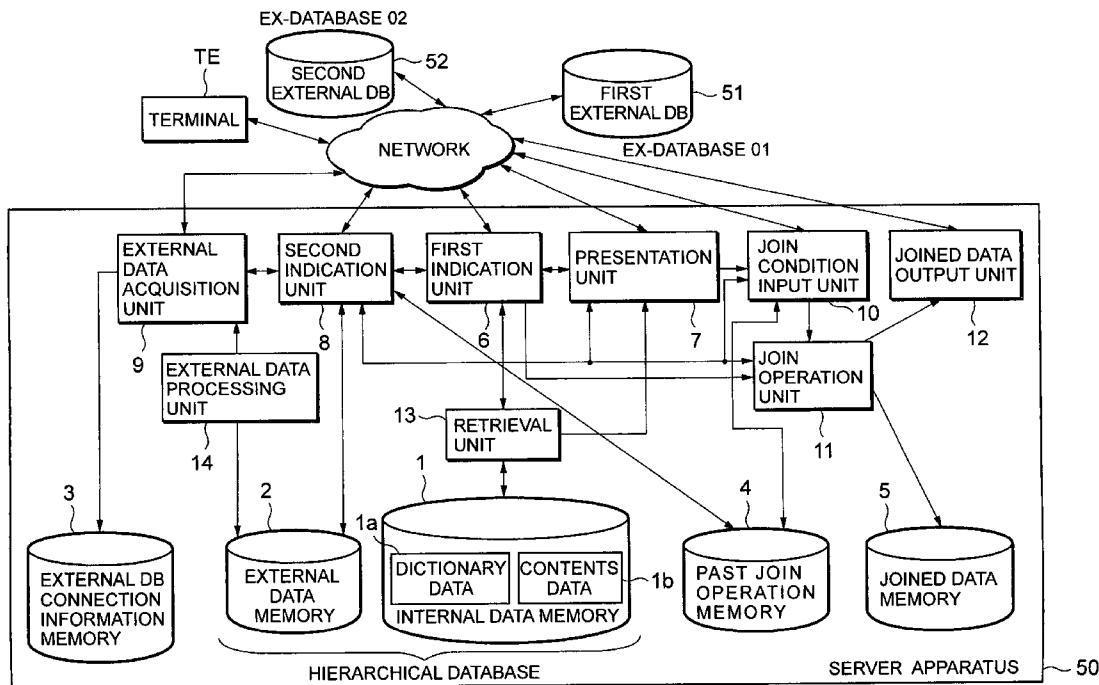 EX-DATABASE 02
TE
SECOND
EXTERNAL DB
52
FIRST
EXTERNAL DB
51
TERMINAL
NETWORK
EX-DATABASE 01
EXTERNAL
DATA
ACQUISITION
UNIT
9
SECOND
INDICATION
UNIT
8
FIRST
INDICATION
UNIT
6
PRESENTATION
UNIT
7
JOIN
CONDITION
INPUT UNIT
10
JOINED DATA
OUTPUT UNIT
12
EXTERNAL DATA
PROCESSING
UNIT
14
JOIN
OPERATION
UNIT
11
13
RETRIEVAL
UNIT
3
EXTERNAL DB
CONNECTION
INFORMATION
MEMORY
2
EXTERNAL
DATA
MEMORY
1
1a
DICTIONARY
DATA
CONTENTS
DATA
1b
INTERNAL DATA MEMORY
4
PAST JOIN
OPERATION
MEMORY
5
JOINED DATA
MEMORY
HIERARCHICAL DATABASE
SERVER APPARATUS
50